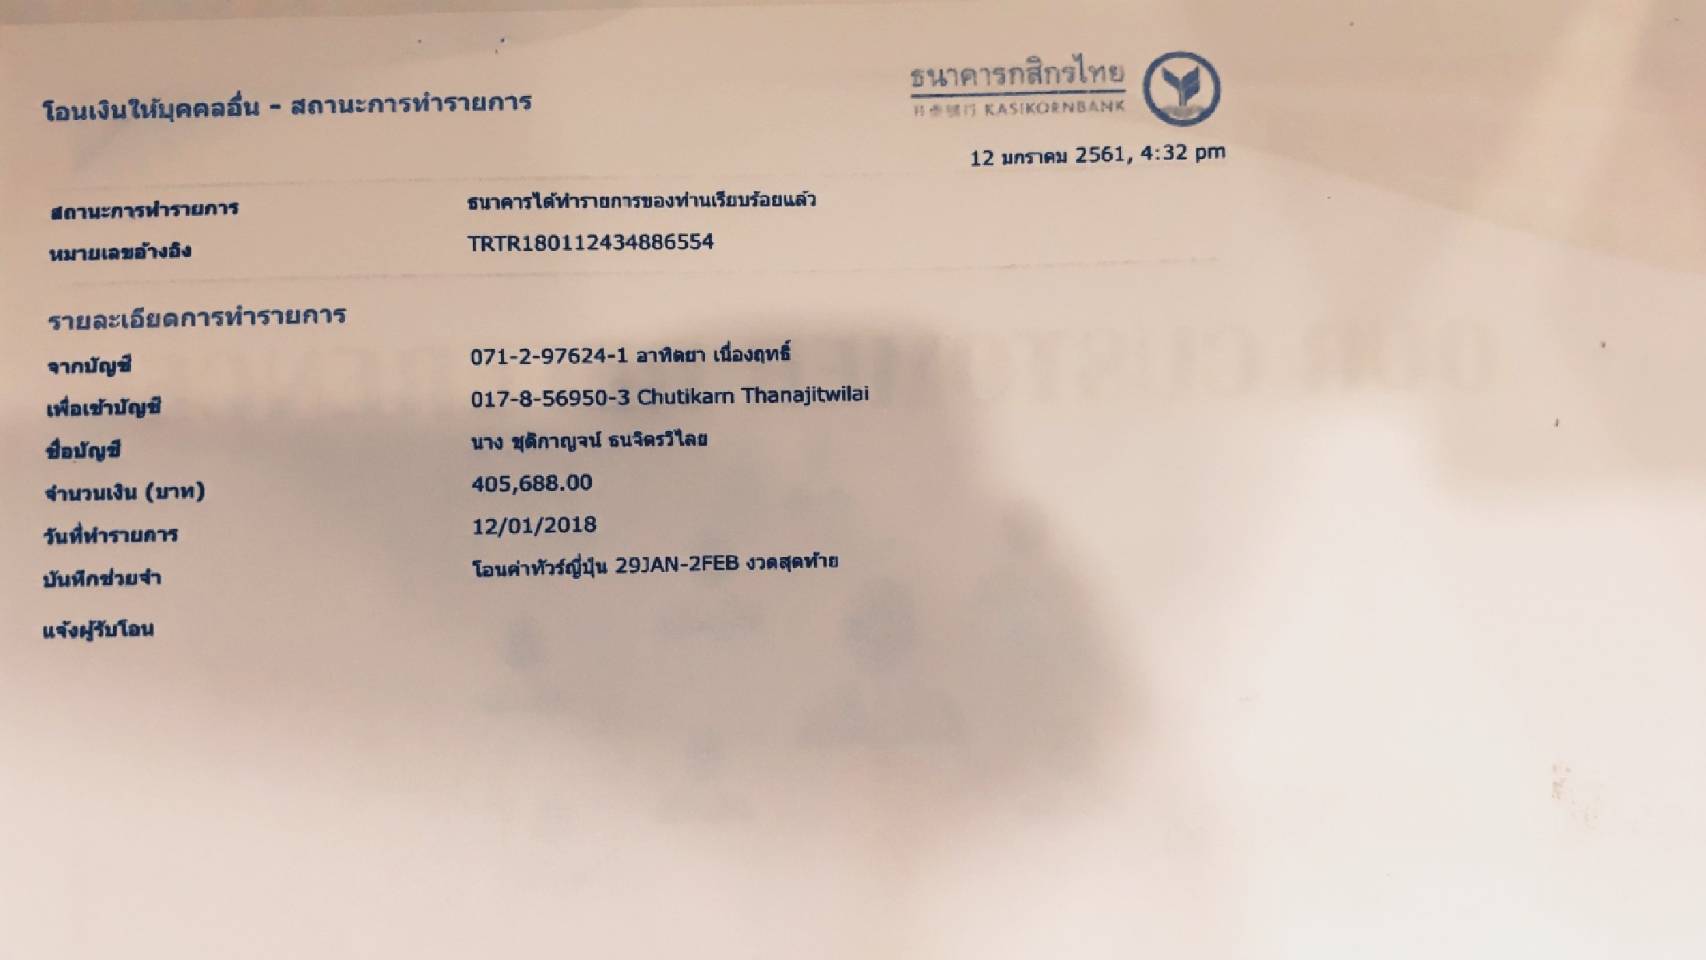 โอนเงินให้บุคคลอื่น - สถานะการทำรายการ
ธนาคารกสิกรไทย
KASIKORNBANK
12 มกราคม 2561, 4:32 pm
สถานะการทำรายการ ธนาคารได้ทำรายการของท่านเรียบร้อยแล้ว
หมายเลขอ้างอิง TRTR180112434886554
รายละเอียดการทำรายการ
จากบัญชี 071-2-97624-1 อาทิตยา เนื่องฤทธิ์
เพื่อเข้าบัญชี 017-8-56950-3 Chutikarn Thanajitwilai
ชื่อบัญชี นาง ชุติกาญจน์ ธนจิตรวิไลย
จำนวนเงิน (บาท) 405,688.00
วันที่ทำรายการ 12/01/2018
บันทึกช่วยจำ โอนค่าทัวร์ญี่ปุ่น 29JAN-2FEB งวดสุดท้าย
แจ้งผู้รับโอน